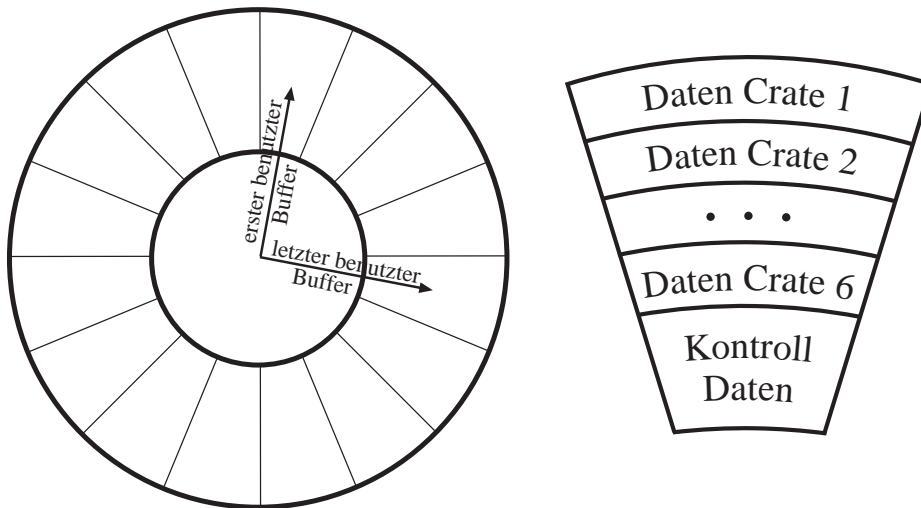 erster benutzter
Buffer
letzter benutzter
Buffer
Daten Crate 1
Daten Crate 2
. . .
Daten Crate 6
Kontroll
Daten